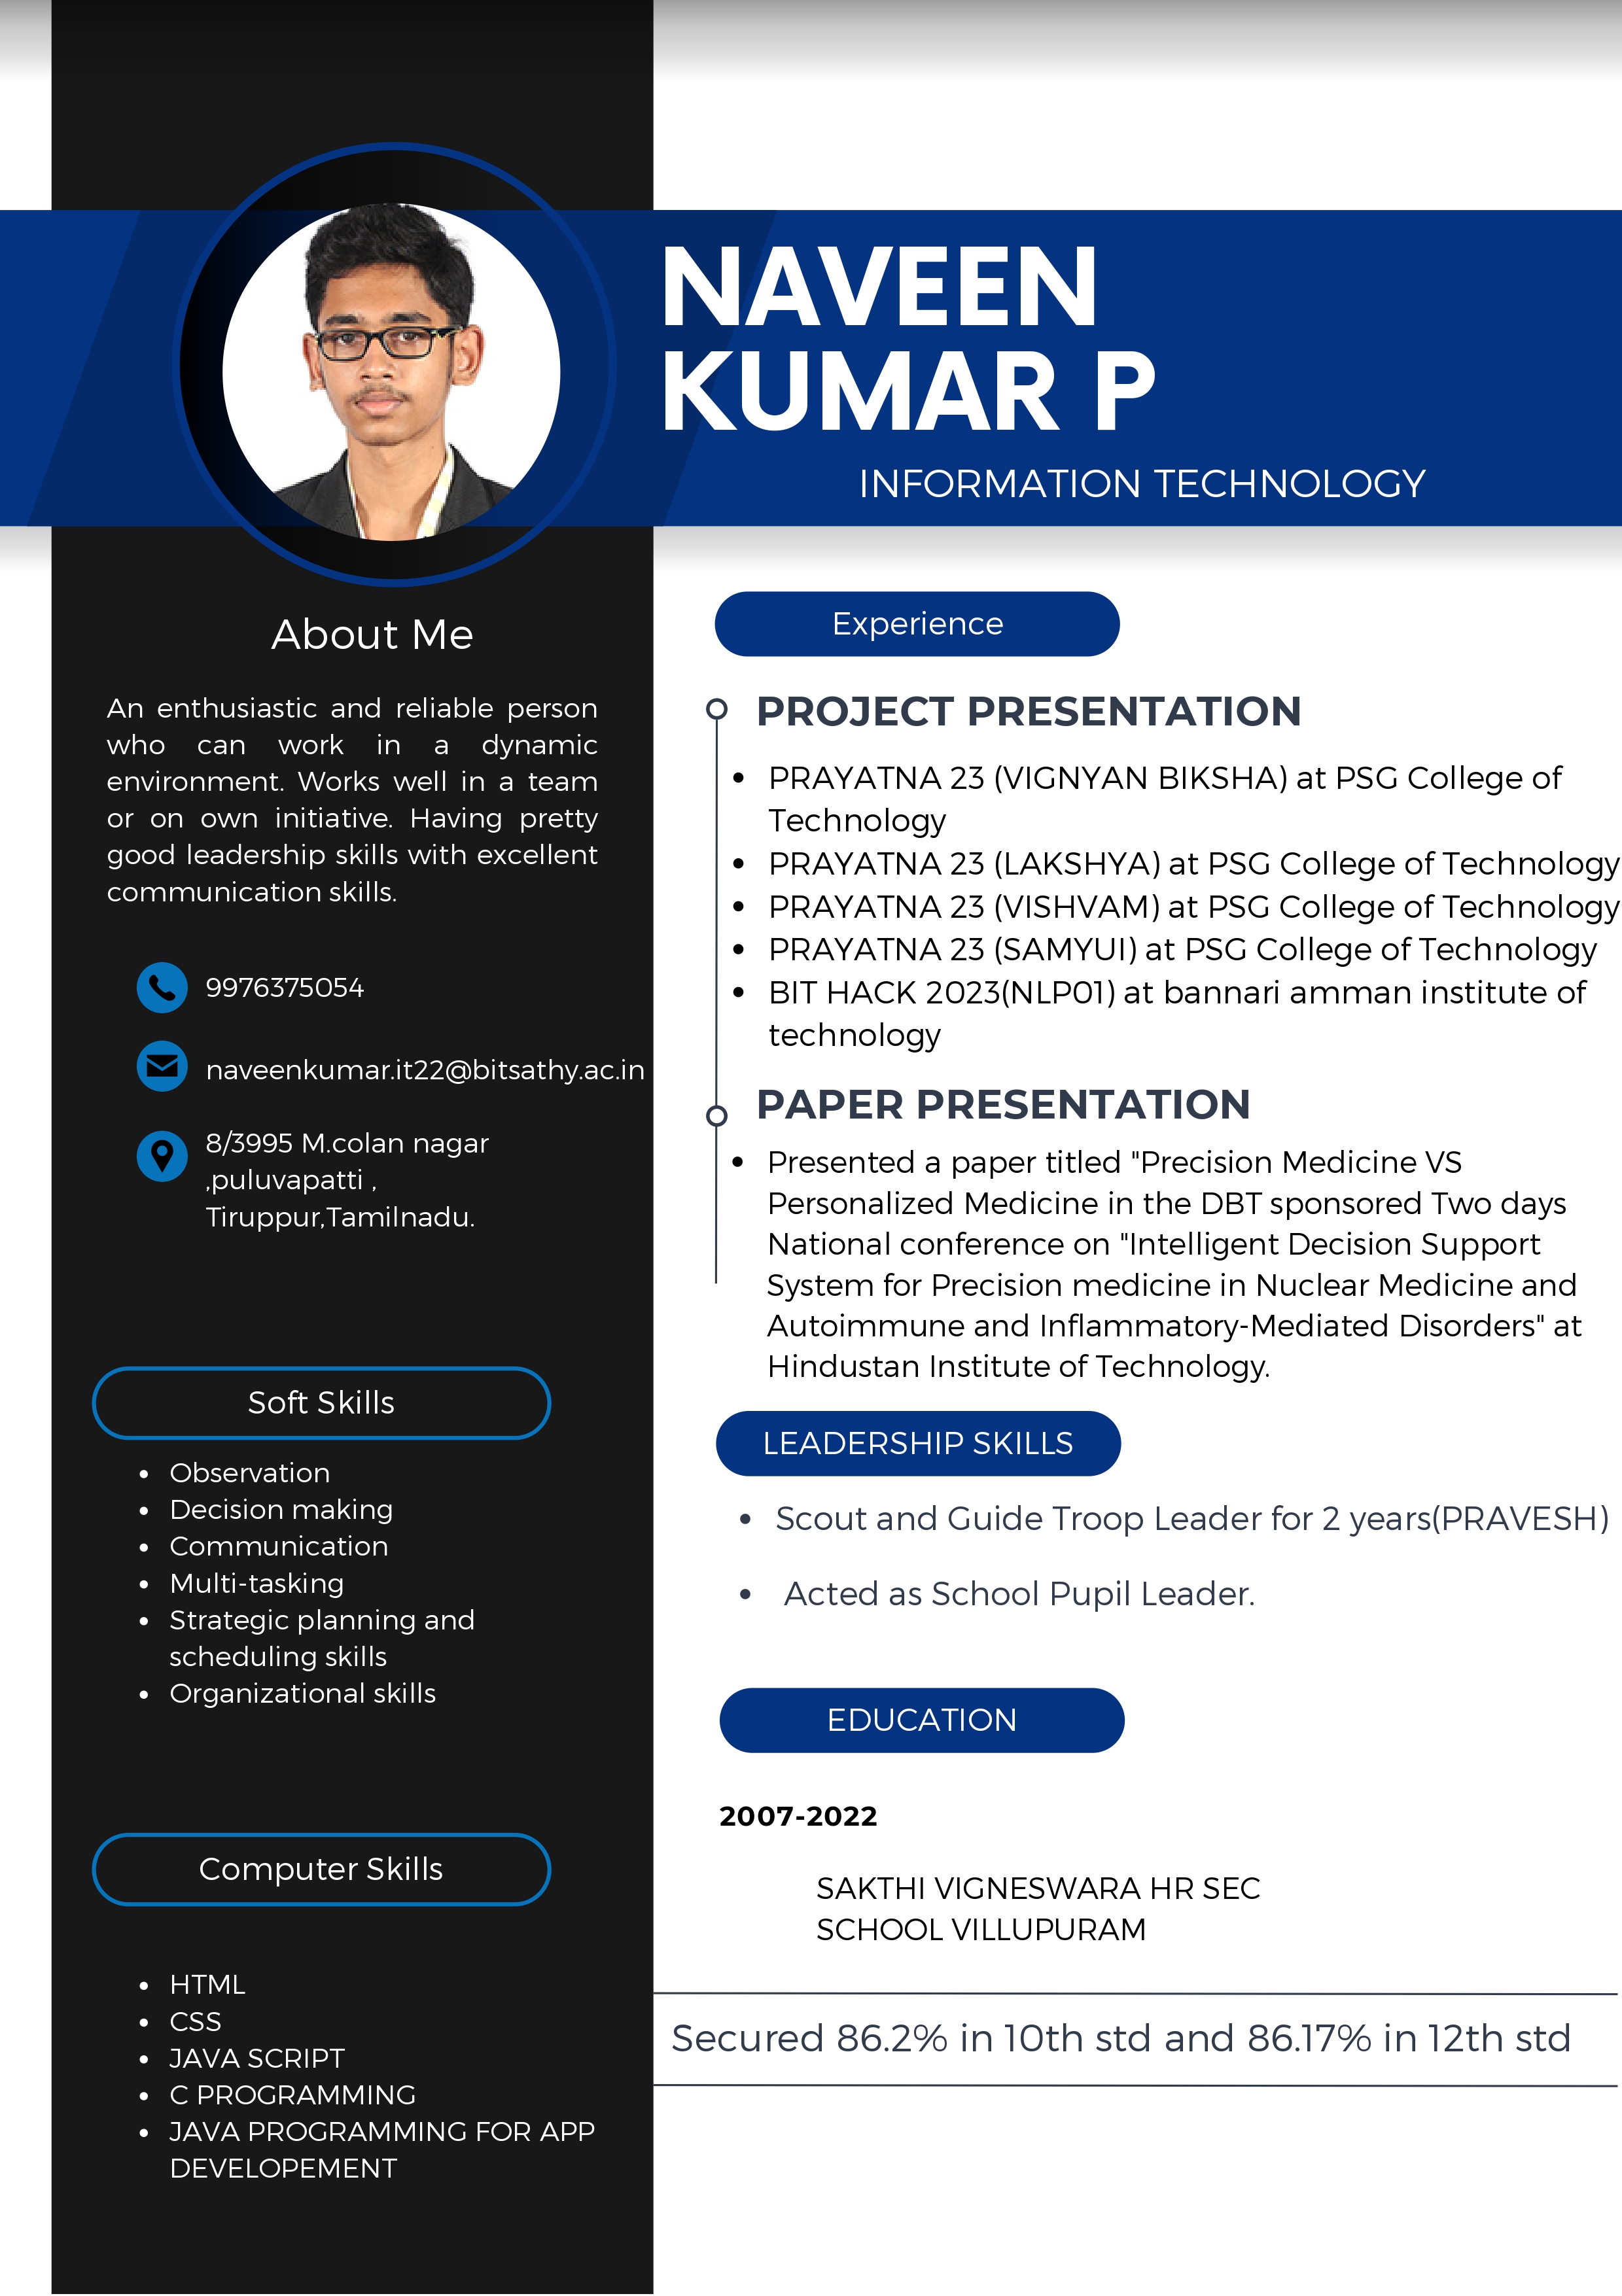 NAVEEN
KUMAR P
INFORMATION TECHNOLOGY
About Me
An enthusiastic and reliable person
who can work in a dynamic
environment. Works well in a team
or on own initiative. Having pretty
good leadership skills with excellent
communication skills.
9976375054
naveenkumar.it22@bitsathy.ac.in
8/3995 M.colan nagar
,puluvapatti ,
Tiruppur,Tamilnadu.
Soft Skills
• Observation
• Decision making
• Communication
• Multi-tasking
• Strategic planning and
scheduling skills
• Organizational skills
Computer Skills
• HTML
• CSS
• JAVA SCRIPT
• C PROGRAMMING
• JAVA PROGRAMMING FOR APP
DEVELOPEMENT
Experience
PROJECT PRESENTATION
• PRAYATNA 23 (VIGNYAN BIKSHA) at PSG College of
Technology
• PRAYATNA 23 (LAKSHYA) at PSG College of Technology
• PRAYATNA 23 (VISHVAM) at PSG College of Technology
• PRAYATNA 23 (SAMYUI) at PSG College of Technology
• BIT HACK 2023(NLP01) at bannari amman institute of
technology
PAPER PRESENTATION
• Presented a paper titled "Precision Medicine VS
Personalized Medicine in the DBT sponsored Two days
National conference on "Intelligent Decision Support
System for Precision medicine in Nuclear Medicine and
Autoimmune and Inflammatory-Mediated Disorders" at
Hindustan Institute of Technology.
LEADERSHIP SKILLS
• Scout and Guide Troop Leader for 2 years(PRAVESH)
• Acted as School Pupil Leader.
EDUCATION
2007-2022
SAKTHI VIGNESWARA HR SEC
SCHOOL VILLUPURAM
Secured 86.2% in 10th std and 86.17% in 12th std